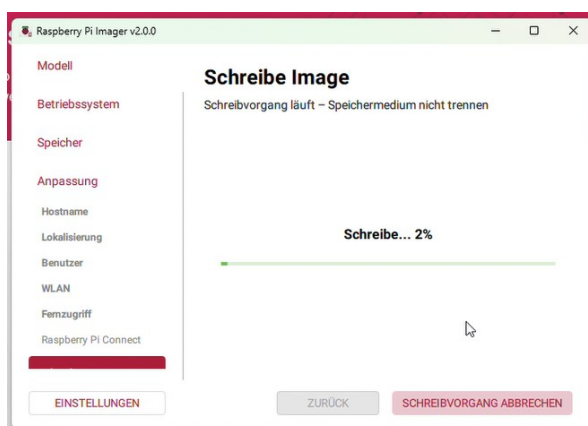 Raspberry Pi Imager v2.0.0
Modell
Betriebssystem
Speicher
Anpassung
Hostname
Lokalisierung
Benutzer
WLAN
Fernzugriff
Raspberry Pi Connect
Schreibe Image
Schreibvorgang läuft – Speichermedium nicht trennen
Schreibe... 2%
EINSTELLUNGEN
ZURÜCK
SCHREIBVORGANG ABBRECHEN